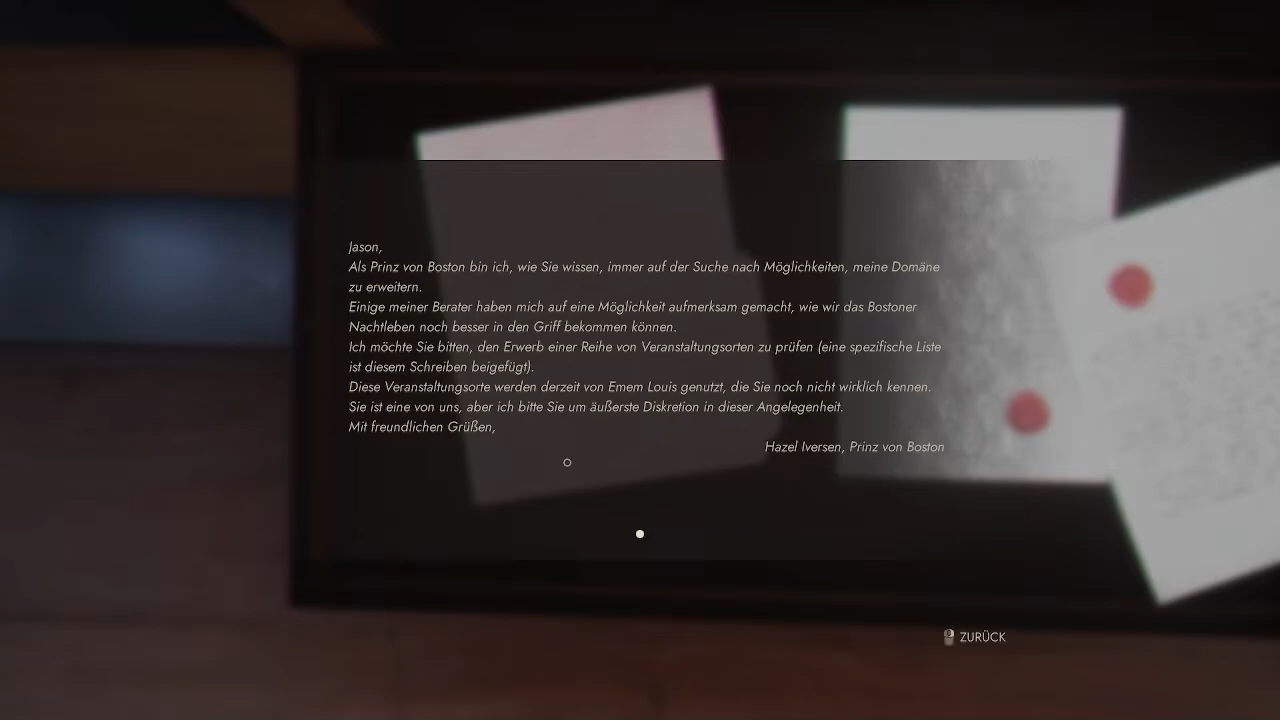 Jason,
Als Prinz von Boston bin ich, wie Sie wissen, immer auf der Suche nach Möglichkeiten, meine Domäne
zu erweitern.
Einige meiner Berater haben mich auf eine Möglichkeit aufmerksam gemacht, wie wir das Bostoner
Nachtleben noch besser in den Griff bekommen können.
Ich möchte Sie bitten, den Erwerb einer Reihe von Veranstaltungsorten zu prüfen (eine spezifische Liste
ist diesem Schreiben beigefügt).
Diese Veranstaltungsorte werden derzeit von Emem Louis genutzt, die Sie noch nicht wirklich kennen.
Sie ist eine von uns, aber ich bitte Sie um äußerste Diskretion in dieser Angelegenheit.
Mit freundlichen Grüßen,
Hazel Iversen, Prinz von Boston
ZURÜCK